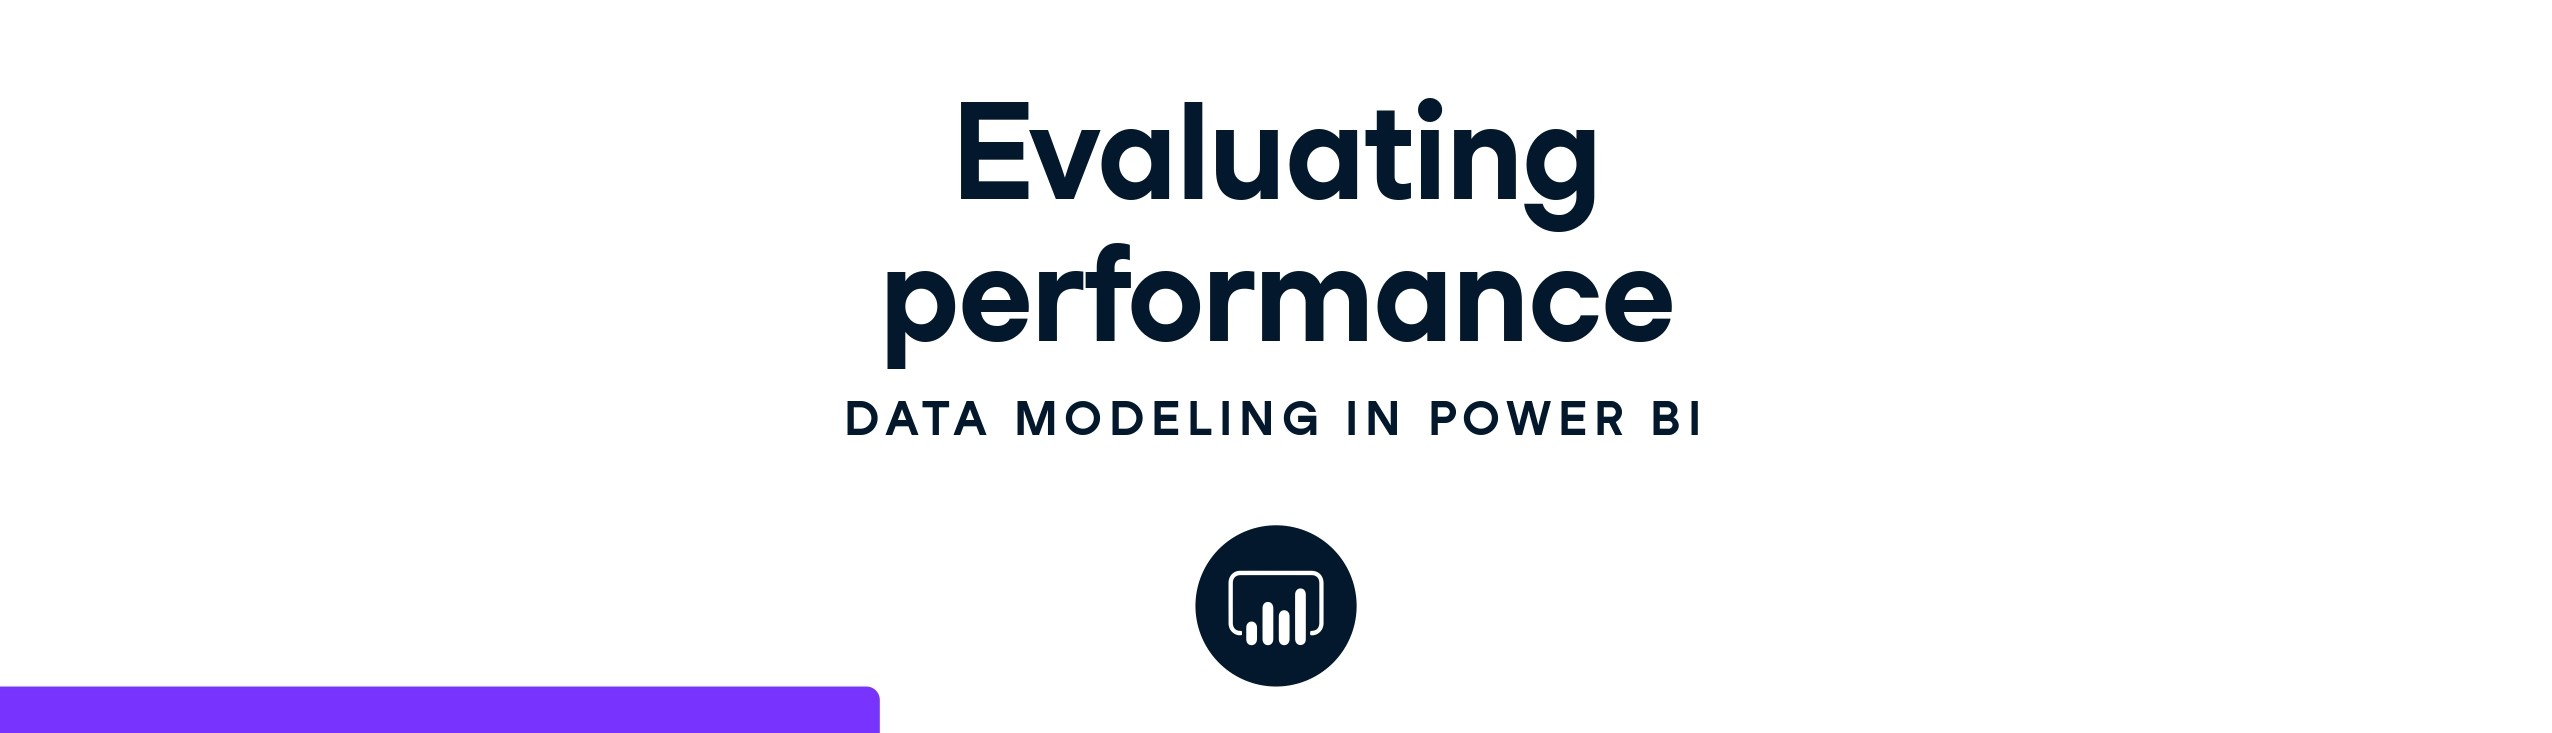 Evaluating
performance
DATA MODELING IN POWER BI